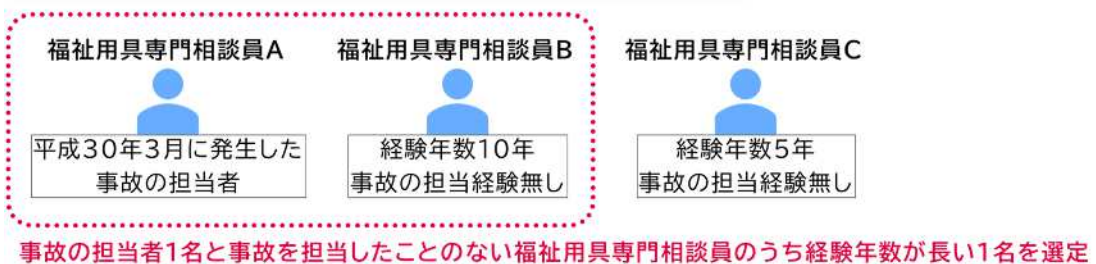 福祉用具専門相談員A
福祉用具専門相談員B
福祉用具専門相談員C
平成30年3月に発生した
事故の担当者
経験年数10年
事故の担当経験無し
経験年数5年
事故の担当経験無し
事故の担当者1名と事故を担当したことのない福祉用具専門相談員のうち経験年数が長い1名を選定